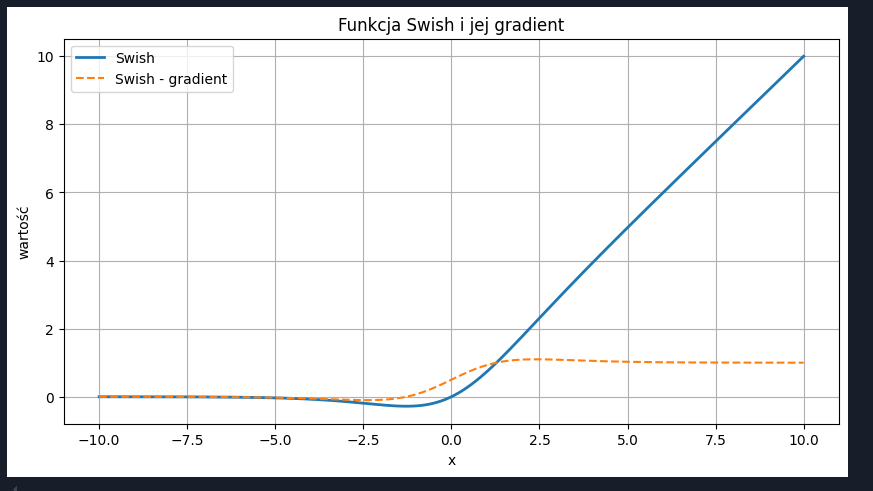 Funkcja Swish i jej gradient
Swish
Swish - gradient
wartość
10
8
6
4
2
0
−10.0 −7.5 −5.0 −2.5 0.0 2.5 5.0 7.5 10.0
x